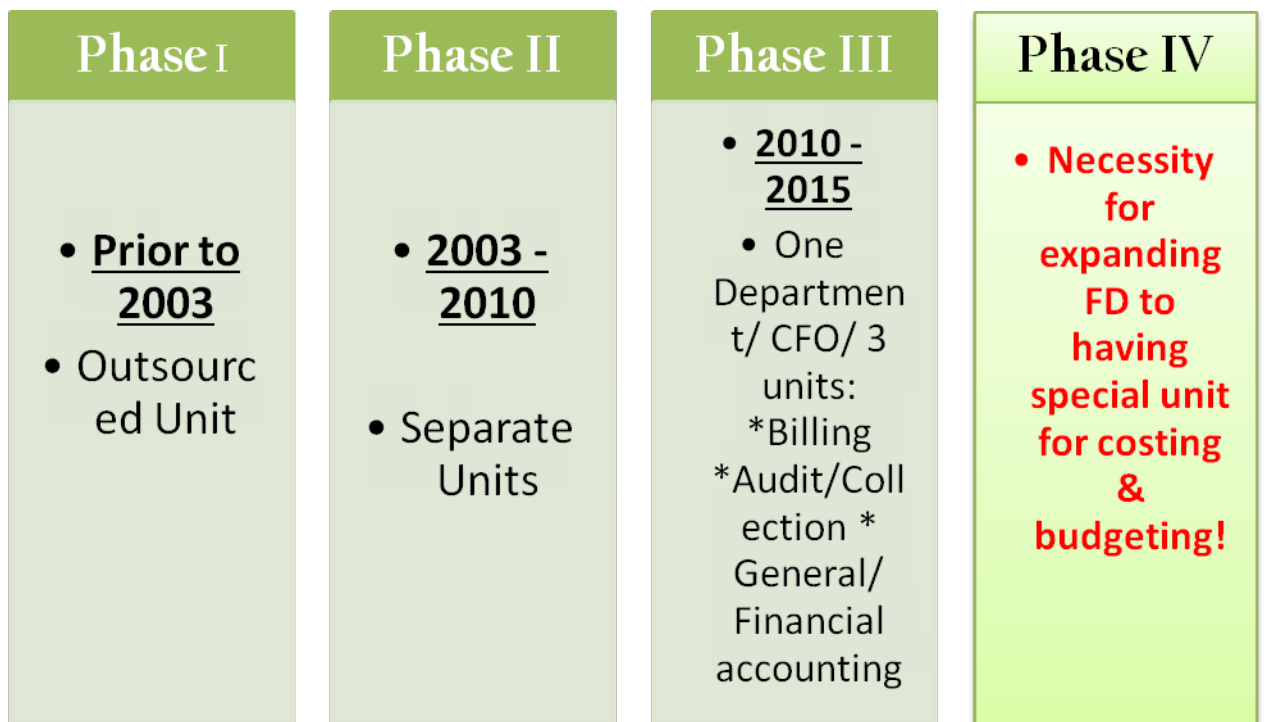 Phase I
• Prior to
2003
• Outsourc
ed Unit
Phase II
• 2003 -
2010
• Separate
Units
Phase III
• 2010 -
2015
• One
Departmen
t/ CFO/ 3
units:
*Billing
*Audit/Coll
ection *
General/
Financial
accounting
Phase IV
• Necessity
for
expanding
FD to
having
special unit
for costing
&
budgeting!